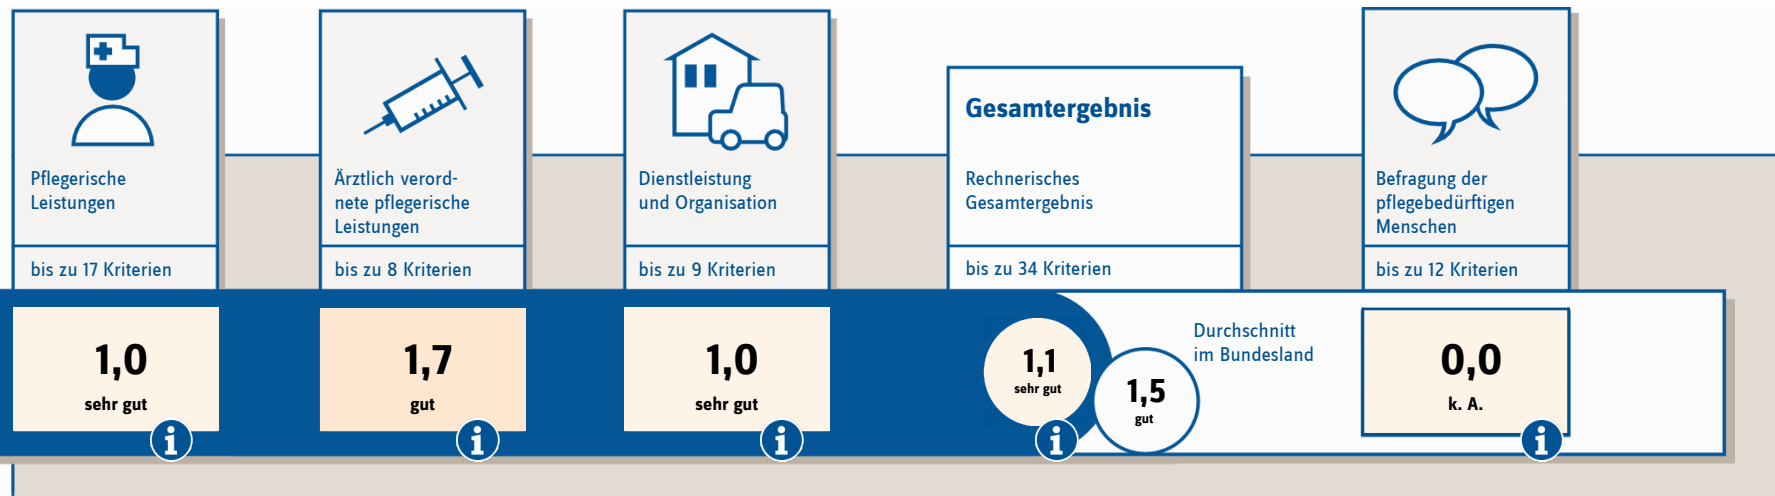 Pflegerische
Leistungen
bis zu 17 Kriterien
1,0
sehr gut
Ärztlich verord-
nete pflegerische
Leistungen
bis zu 8 Kriterien
1,7
gut
Dienstleistung
und Organisation
bis zu 9 Kriterien
1,0
sehr gut
Gesamtergebnis
Rechnerisches
Gesamtergebnis
bis zu 34 Kriterien
1,1
sehr gut
1,5
gut
Durchschnitt
im Bundesland
Befragung der
pflegebedürftigen
Menschen
bis zu 12 Kriterien
0,0
k. A.